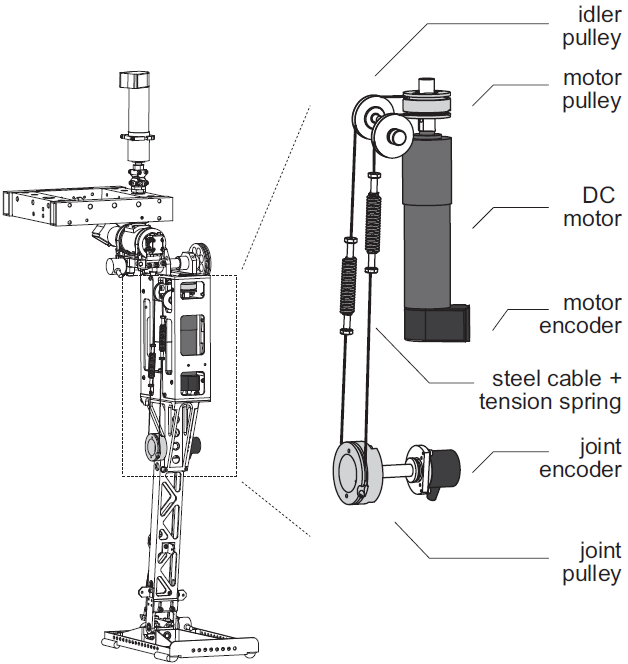 idler
pulley
motor
pulley
DC
motor
motor
encoder
steel cable +
tension spring
joint
encoder
joint
pulley